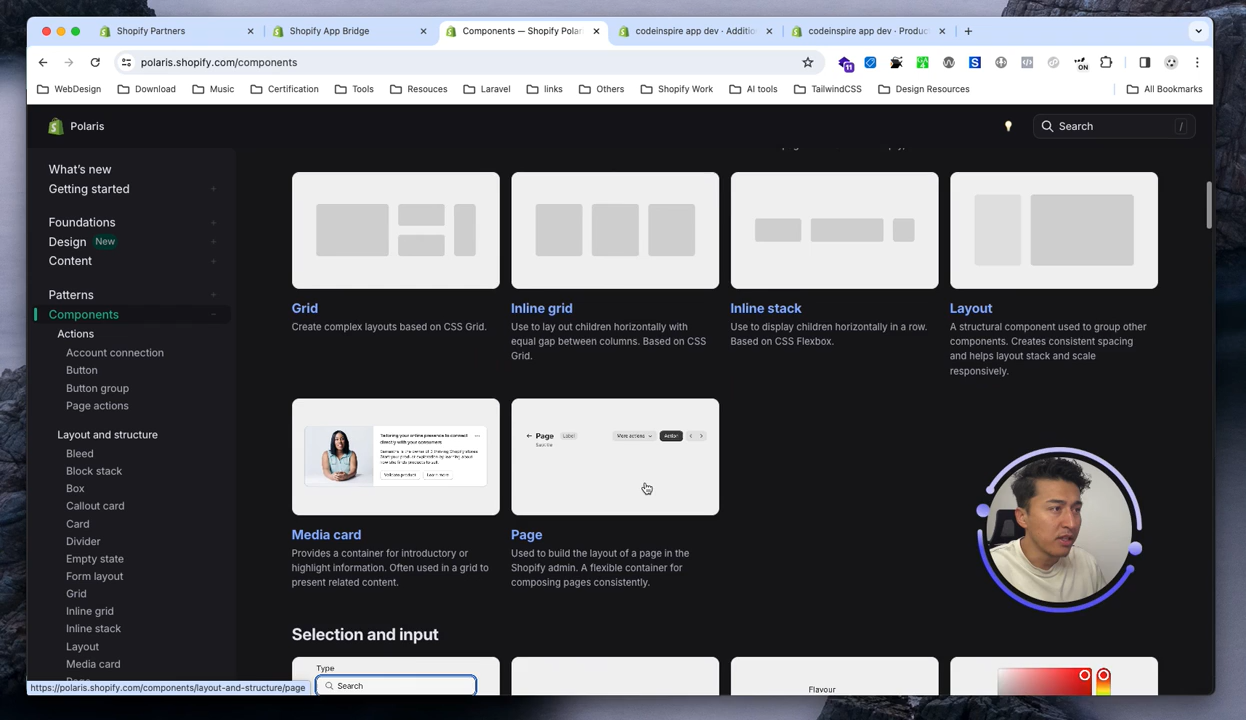 Shopify Partners
Shopify App Bridge
Components — Shopify Polar
codeinspire app dev · Additio
codeinspire app dev · Produc
polaris.shopify.com/components
11
S
ON
WebDesign
Download
Music
Certification
Tools
Resouces
Laravel
links
Others
Shopify Work
AI tools
TailwindCSS
Design Resources
All Bookmarks
Polaris
Search
/
What's new
Getting started
Foundations
Design New
Content
Patterns
Components
Actions
Account connection
Button
Button group
Page actions
Layout and structure
Bleed
Block stack
Box
Callout card
Card
Divider
Empty state
Form layout
Grid
Inline grid
Inline stack
Layout
Media card
Grid
Create complex layouts based on CSS Grid.
Inline grid
Use to lay out children horizontally with
equal gap between columns. Based on CSS
Grid.
Inline stack
Use to display children horizontally in a row.
Based on CSS Flexbox.
Layout
A structural component used to group other
components. Creates consistent spacing
and helps layout stack and scale
responsively.
Page
Label
More actions
Action
Media card
Provides a container for introductory or
highlight information. Often used in a grid to
present related content.
Page
Used to build the layout of a page in the
Shopify admin. A flexible container for
composing pages consistently.
Selection and input
Type
Search
Flavour
https://polaris.shopify.com/components/layout-and-structure/page